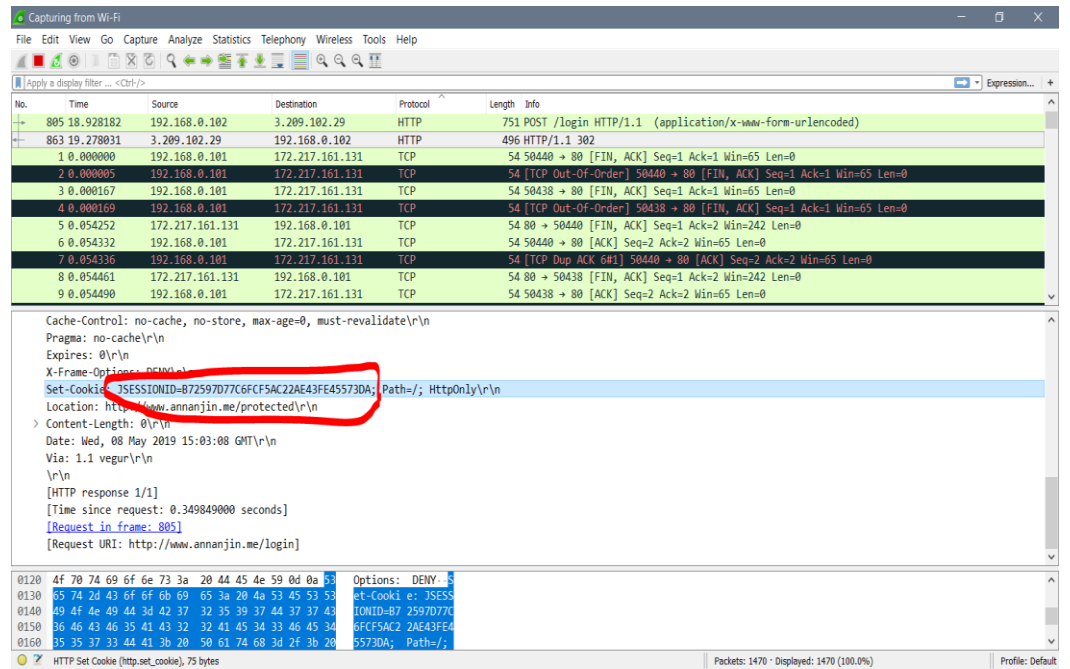 Capturing from Wi-Fi
File Edit View Go Capture Analyze Statistics Telephony Wireless Tools Help
Apply a display filter ... <Ctrl-/> Expression... +
No. Time Source Destination Protocol Length Info
805 18.928182 192.168.0.102 3.209.102.29 HTTP 751 POST /login HTTP/1.1 (application/x-www-form-urlencoded)
863 19.278031 3.209.102.29 192.168.0.102 HTTP 496 HTTP/1.1 302
1 0.000000 192.168.0.101 172.217.161.131 TCP 54 50440 → 80 [FIN, ACK] Seq=1 Ack=1 Win=65 Len=0
2 0.000005 192.168.0.101 172.217.161.131 TCP 54 [TCP Out-Of-Order] 50440 → 80 [FIN, ACK] Seq=1 Ack=1 Win=65 Len=0
3 0.000167 192.168.0.101 172.217.161.131 TCP 54 50438 → 80 [FIN, ACK] Seq=1 Ack=1 Win=65 Len=0
4 0.000169 192.168.0.101 172.217.161.131 TCP 54 [TCP Out-Of-Order] 50438 → 80 [FIN, ACK] Seq=1 Ack=1 Win=65 Len=0
5 0.054252 172.217.161.131 192.168.0.101 TCP 54 80 → 50440 [FIN, ACK] Seq=1 Ack=2 Win=242 Len=0
6 0.054332 192.168.0.101 172.217.161.131 TCP 54 50440 → 80 [ACK] Seq=2 Ack=2 Win=65 Len=0
7 0.054336 192.168.0.101 172.217.161.131 TCP 54 [TCP Dup ACK 6#1] 50440 → 80 [ACK] Seq=2 Ack=2 Win=65 Len=0
8 0.054461 172.217.161.131 192.168.0.101 TCP 54 80 → 50438 [FIN, ACK] Seq=1 Ack=2 Win=242 Len=0
9 0.054490 192.168.0.101 172.217.161.131 TCP 54 50438 → 80 [ACK] Seq=2 Ack=2 Win=65 Len=0
Cache-Control: no-cache, no-store, max-age=0, must-revalidate\r\n
Pragma: no-cache\r\n
Expires: 0\r\n
X-Frame-Options: DENY\r\n
Set-Cookie: JSESSIONID=B72597D77C6FCF5AC22AE43FE45573DA; Path=/; HttpOnly\r\n
Location: http://www.annanjin.me/protected\r\n
Content-Length: 0\r\n
Date: Wed, 08 May 2019 15:03:08 GMT\r\n
Via: 1.1 vegur\r\n
\r\n
[HTTP response 1/1]
[Time since request: 0.349849000 seconds]
[Request in frame: 805]
[Request URI: http://www.annanjin.me/login]
0120 4f 70 74 69 6f 6e 73 3a 20 44 45 4e 59 0d 0a 53 Options: DENY··S
0130 65 74 2d 43 6f 6f 6b 69 65 3a 20 4a 53 45 53 53 et-Cooki e: JSESS
0140 49 4f 4e 49 44 3d 42 37 32 35 39 37 44 37 37 43 IONID=B7 2597D77C
0150 36 46 43 46 35 41 43 32 32 41 45 34 33 46 45 34 6FCF5AC2 2AE43FE4
0160 35 35 37 33 44 41 3b 20 50 61 74 68 3d 2f 3b 20 5573DA; Path=/;
HTTP Set Cookie (http.set_cookie), 75 bytes Packets: 1470 · Displayed: 1470 (100.0%) Profile: Default